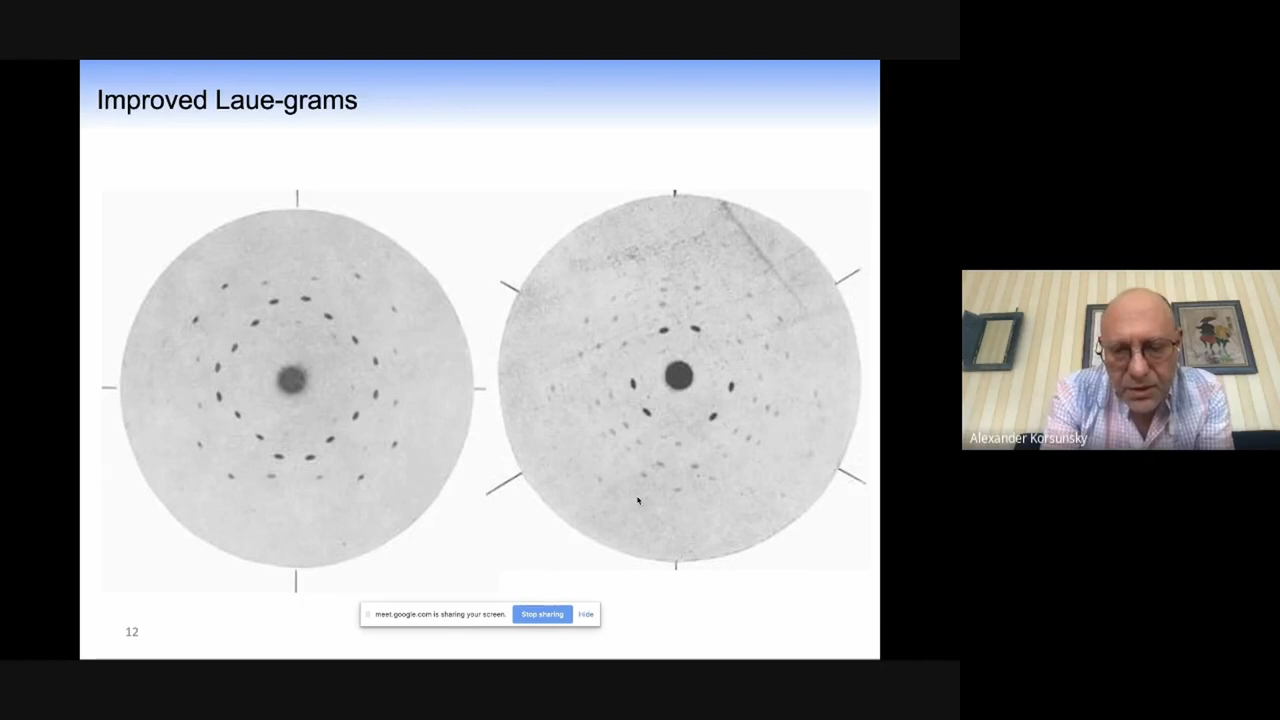 Improved Laue-grams
meet.google.com is sharing your screen. Stop sharing Hide
12
Alexander Korsunsky